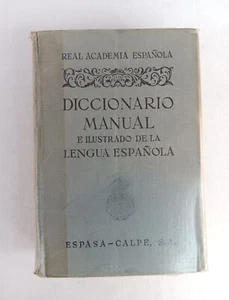 REAL ACADEMIA ESPAÑOLA
DICCIONARIO
MANUAL
E ILUSTRADO DE LA
LENGUA ESPAÑOLA
ESPASA-CALPE, S. A.